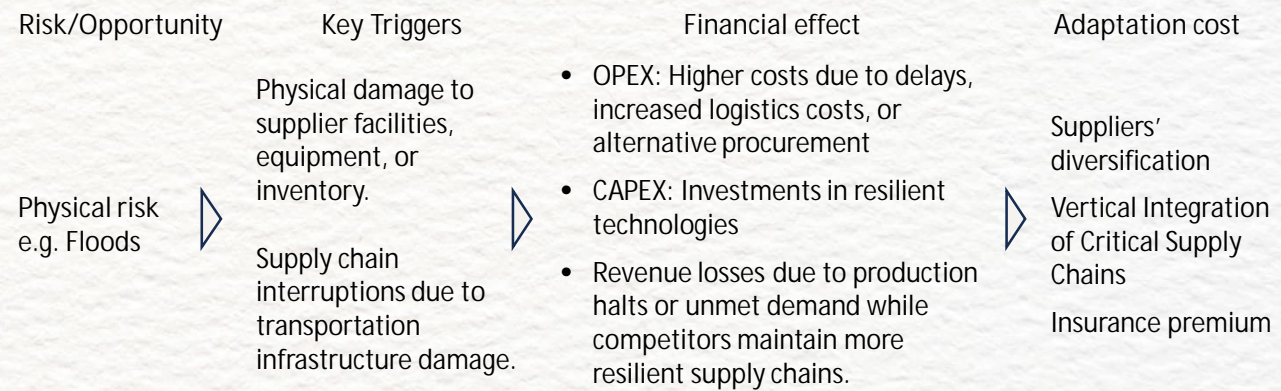 Risk/Opportunity
Key Triggers
Financial effect
Adaptation cost
Physical risk
e.g. Floods
Physical damage to
supplier facilities,
equipment, or
inventory.
Supply chain
interruptions due to
transportation
infrastructure damage.
• OPEX: Higher costs due to delays,
increased logistics costs, or
alternative procurement
• CAPEX: Investments in resilient
technologies
• Revenue losses due to production
halts or unmet demand while
competitors maintain more
resilient supply chains.
Suppliers’
diversification
Vertical Integration
of Critical Supply
Chains
Insurance premium